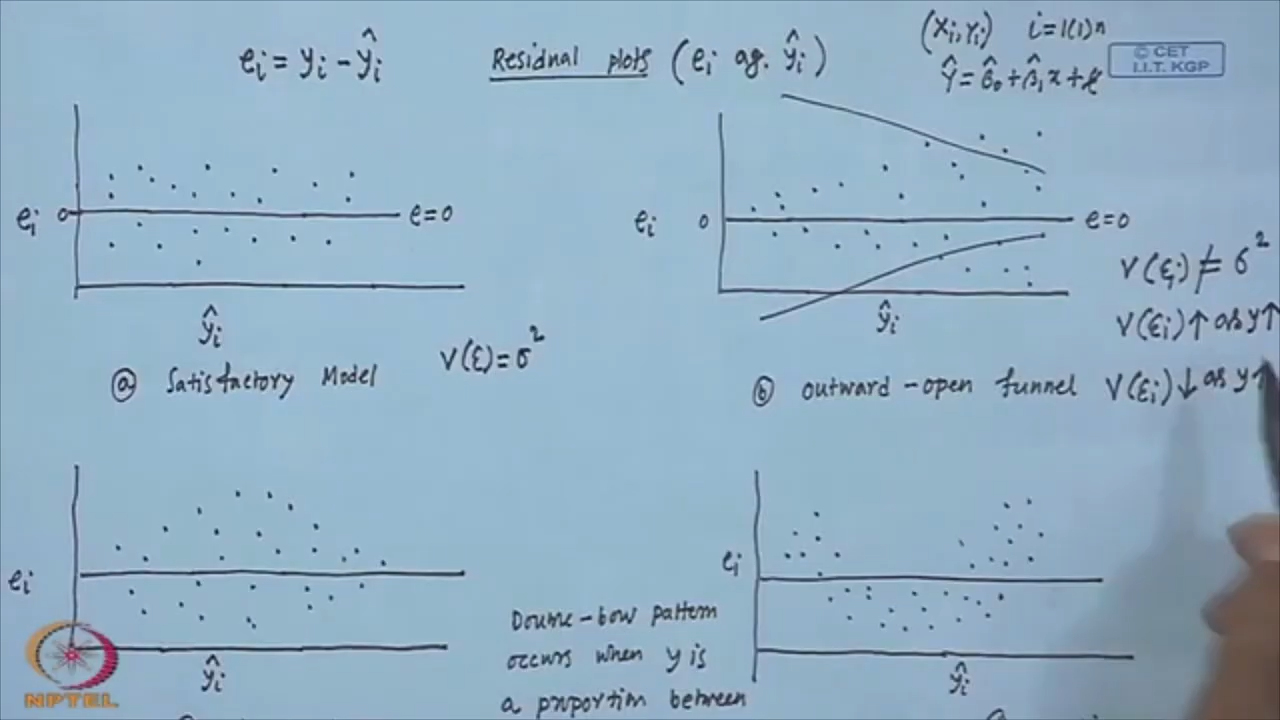 eᵢ = yᵢ - ŷᵢ
Residual plots (eᵢ ag. ŷᵢ)
(xᵢ, yᵢ) i = 1(1)n
Ŷ = β̂₀ + β̂₁ x + ε
© CET
I.I.T. KGP
eᵢ 0 e=0
ŷᵢ
ⓐ Satisfactory Model
V(ε) = σ²
eᵢ 0 e=0
ŷᵢ
V(εᵢ) ≠ σ²
V(εᵢ)↑ as y↑
ⓑ outward-open funnel V(εᵢ)↓ as y↑
eᵢ
ŷᵢ
Double-bow pattern
occurs when y is
a proportion between
eᵢ
ŷᵢ
NPTEL